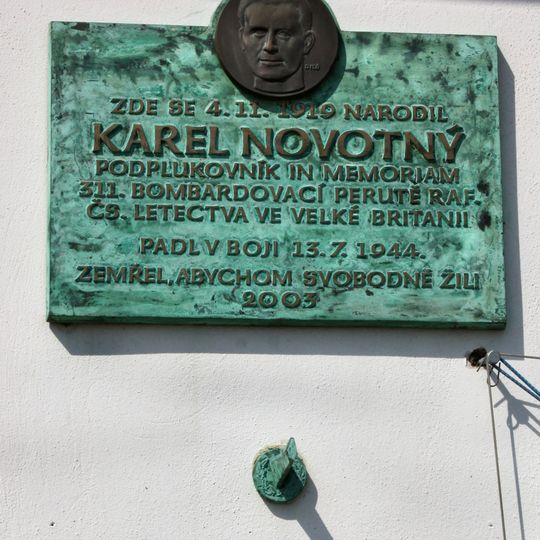 ZDE SE 4.11.1919 NARODIL
KAREL NOVOTNÝ
PODPLUKOVNÍK IN MEMORIAM
311. BOMBARDOVACÍ PERUTĚ RAF.
ČS. LETECTVA VE VELKÉ BRITANII
PADL V BOJI 13.7.1944.
ZEMŘEL, ABYCHOM SVOBODNĚ ŽILI
2003